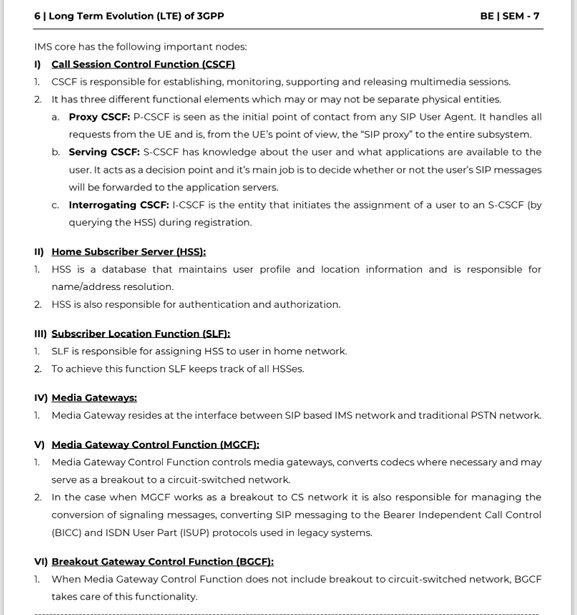 6 | Long Term Evolution (LTE) of 3GPP BE | SEM - 7
IMS core has the following important nodes:
I) Call Session Control Function (CSCF)
1. CSCF is responsible for establishing, monitoring, supporting and releasing multimedia sessions.
2. It has three different functional elements which may or may not be separate physical entities.
a. Proxy CSCF: P-CSCF is seen as the initial point of contact from any SIP User Agent. It handles all
requests from the UE and is, from the UE's point of view, the “SIP proxy” to the entire subsystem.
b. Serving CSCF: S-CSCF has knowledge about the user and what applications are available to the
user. It acts as a decision point and it's main job is to decide whether or not the user's SIP messages
will be forwarded to the application servers.
c. Interrogating CSCF: I-CSCF is the entity that initiates the assignment of a user to an S-CSCF (by
querying the HSS) during registration.
II) Home Subscriber Server (HSS):
1. HSS is a database that maintains user profile and location information and is responsible for
name/address resolution.
2. HSS is also responsible for authentication and authorization.
III) Subscriber Location Function (SLF):
1. SLF is responsible for assigning HSS to user in home network.
2. To achieve this function SLF keeps track of all HSSes.
IV) Media Gateways:
1. Media Gateway resides at the interface between SIP based IMS network and traditional PSTN network.
V) Media Gateway Control Function (MGCF):
1. Media Gateway Control Function controls media gateways, converts codecs where necessary and may
serve as a breakout to a circuit-switched network.
2. In the case when MGCF works as a breakout to CS network it is also responsible for managing the
conversion of signaling messages, converting SIP messaging to the Bearer Independent Call Control
(BICC) and ISDN User Part (ISUP) protocols used in legacy systems.
VI) Breakout Gateway Control Function (BGCF):
1. When Media Gateway Control Function does not include breakout to circuit-switched network, BGCF
takes care of this functionality.